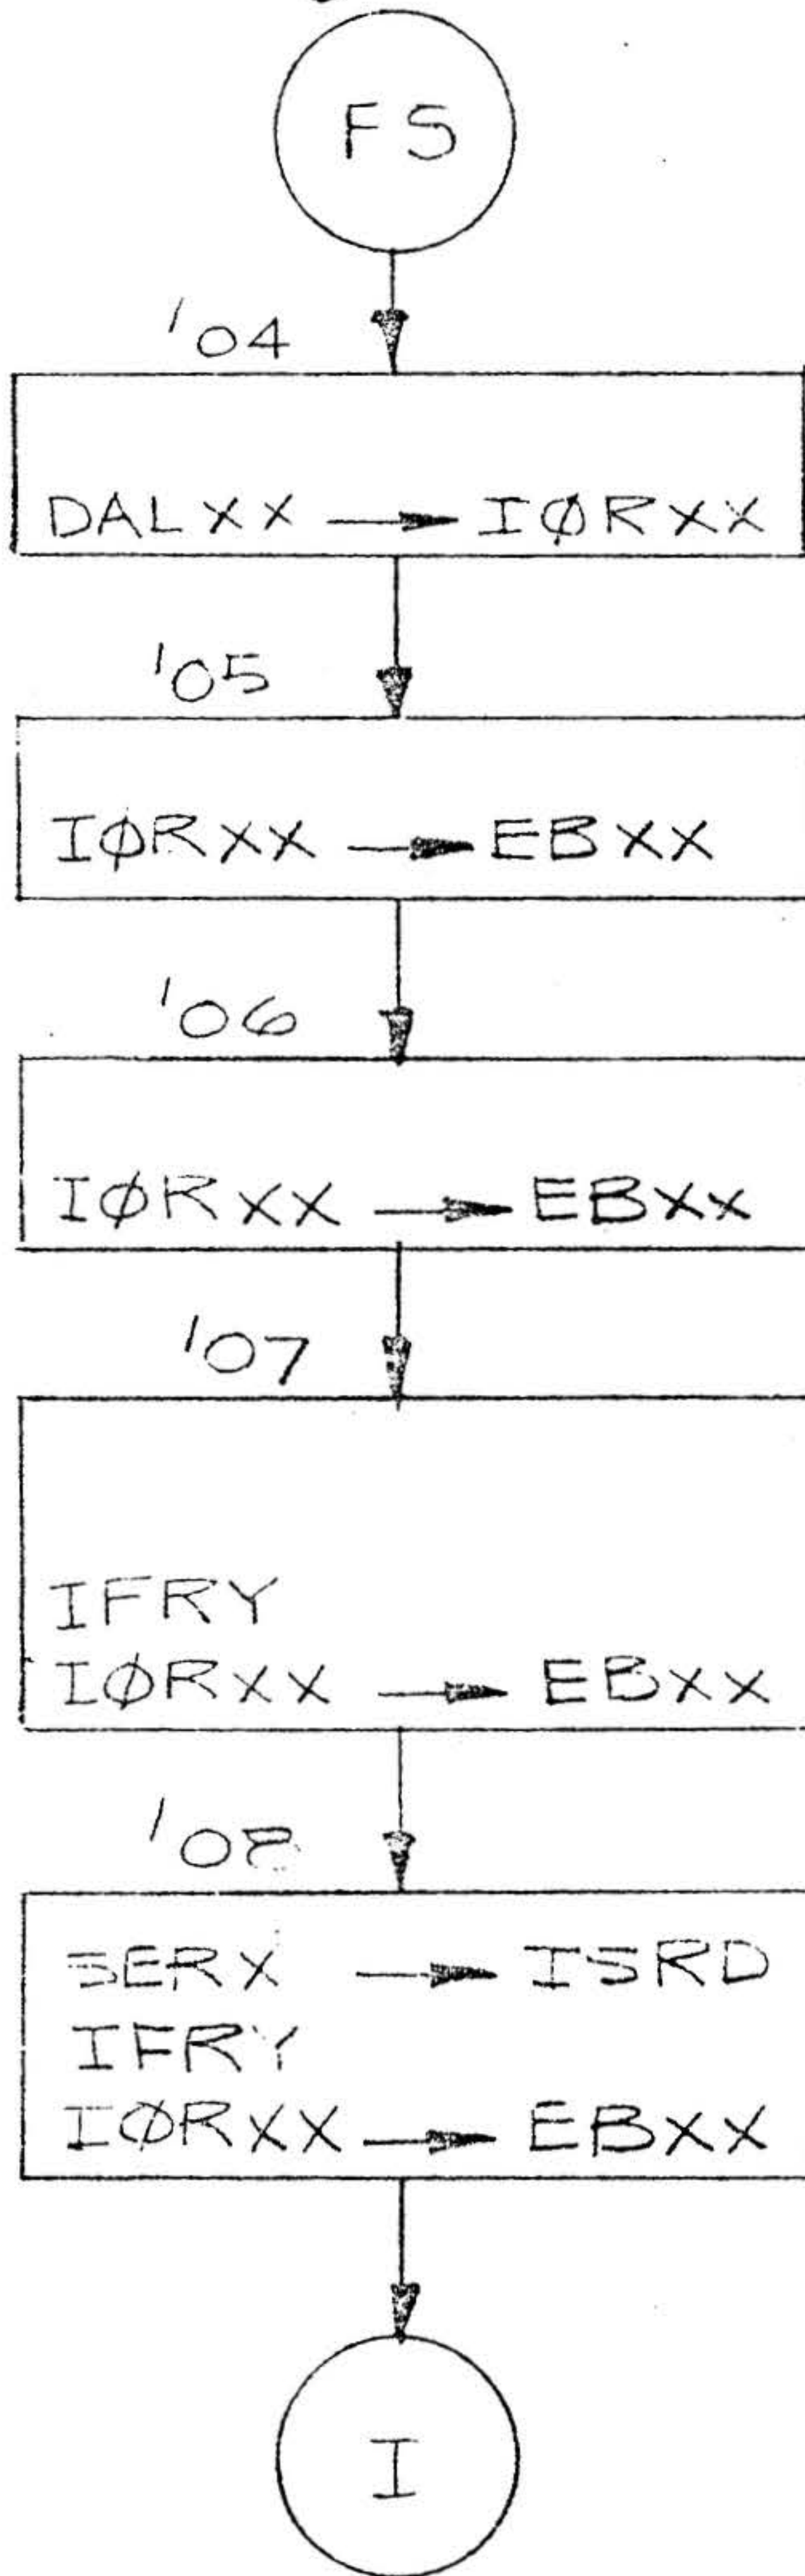 FS
'04
DALXX → IØRXX
'05
IØRXX → EBXX
'06
IØRXX → EBXX
'07
IFRY
IØRXX → EBXX
'08
SERX → ISRD
IFRY
IØRXX → EBXX
I